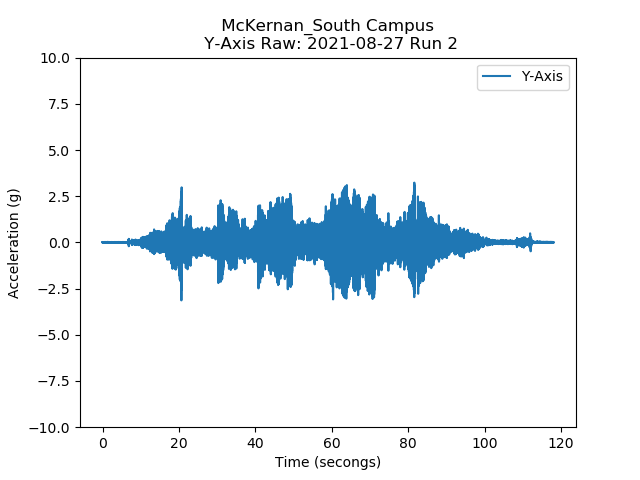 McKernan_South Campus
Y-Axis Raw: 2021-08-27 Run 2
Y-Axis
Acceleration (g)
10.0
7.5
5.0
2.5
0.0
−2.5
−5.0
−7.5
−10.0
0 20 40 60 80 100 120
Time (secongs)